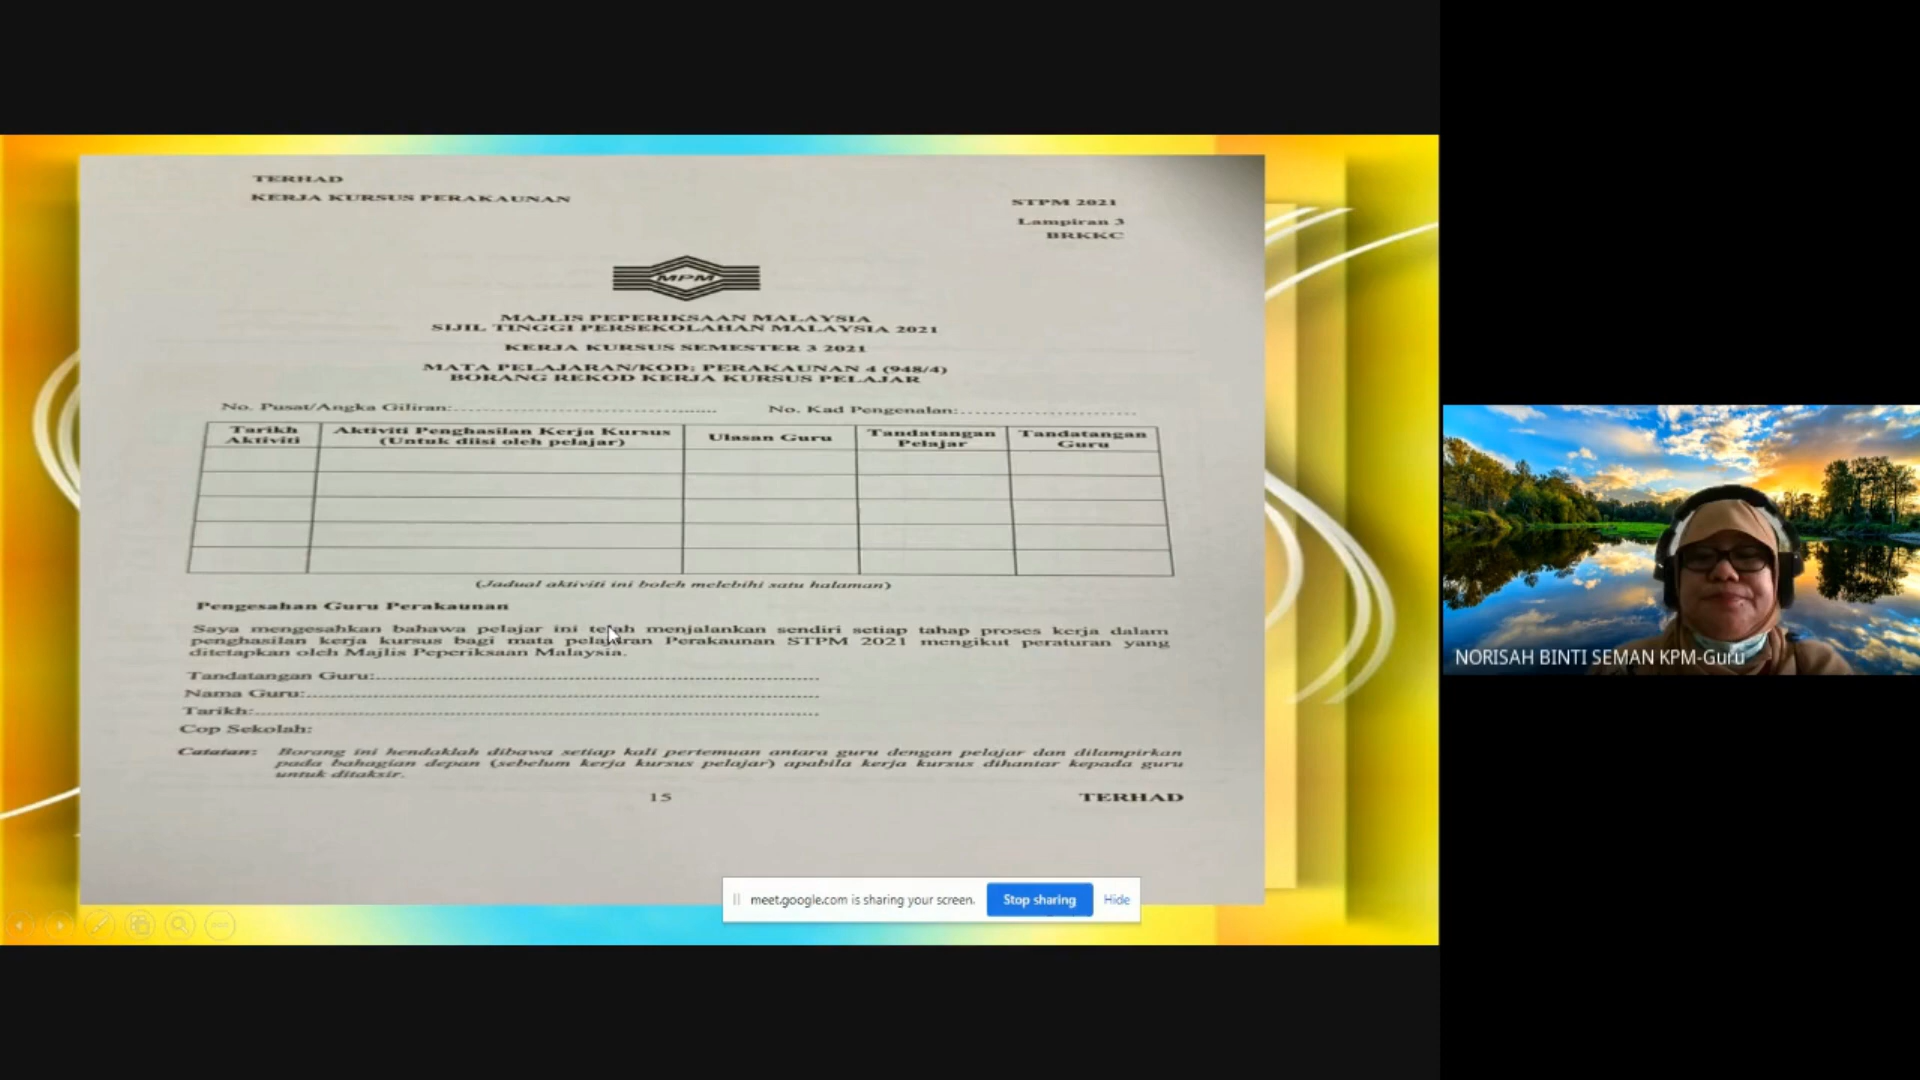 TERHAD
KERJA KURSUS PERAKAUNAN
STPM 2021
Lampiran 3
BRKKC
MPM
MAJLIS PEPERIKSAAN MALAYSIA
SIJIL TINGGI PERSEKOLAHAN MALAYSIA 2021
KERJA KURSUS SEMESTER 3 2021
MATA PELAJARAN/KOD: PERAKAUNAN 4 (948/4)
BORANG REKOD KERJA KURSUS PELAJAR
No. Pusat/Angka Giliran:
No. Kad Pengenalan:
Tarikh Aktiviti
Aktiviti Penghasilan Kerja Kursus
(Untuk diisi oleh pelajar)
Ulasan Guru
Tandatangan Pelajar
Tandatangan Guru
(Jadual aktiviti ini boleh melebihi satu halaman)
Pengesahan Guru Perakaunan
Saya mengesahkan bahawa pelajar ini telah menjalankan sendiri setiap tahap proses kerja dalam
penghasilan kerja kursus bagi mata pelajaran Perakaunan STPM 2021 mengikut peraturan yang
ditetapkan oleh Majlis Peperiksaan Malaysia.
Tandatangan Guru:
Nama Guru:
Tarikh:
Cop Sekolah:
Catatan: Borang ini hendaklah dibawa setiap kali pertemuan antara guru dengan pelajar dan dilampirkan
pada bahagian depan (sebelum kerja kursus pelajar) apabila kerja kursus dihantar kepada guru
untuk ditaksir.
15
TERHAD
meet.google.com is sharing your screen.
Stop sharing
Hide
NORISAH BINTI SEMAN KPM-Guru